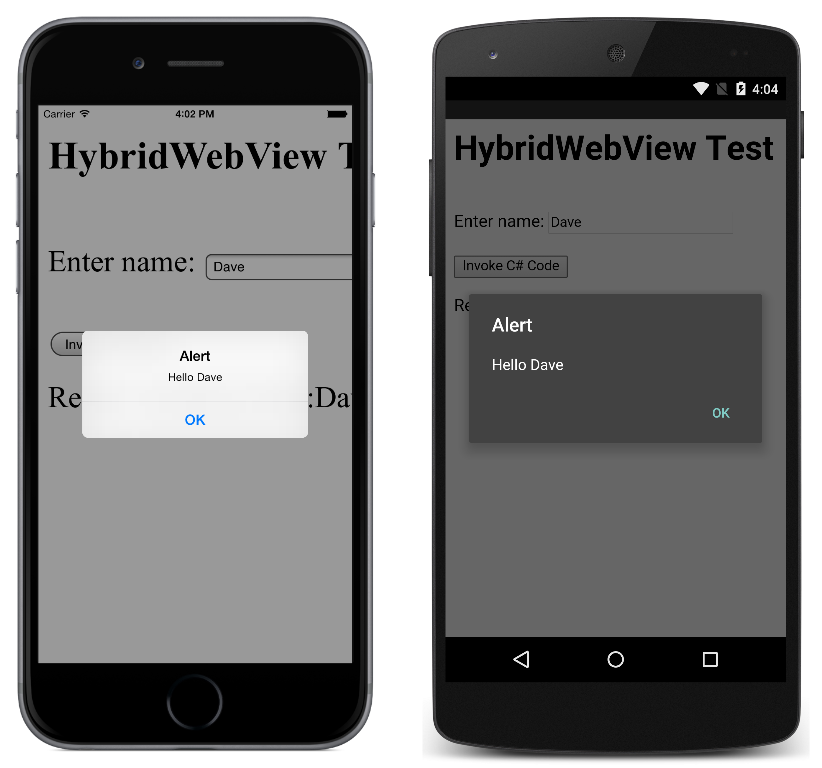 Carrier 4:02 PM
HybridWebView T
Enter name: Dave
Inv
Alert
Hello Dave
Re :Da
OK
4:04
HybridWebView Test
Enter name: Dave
Invoke C# Code
Re
Alert
Hello Dave
OK